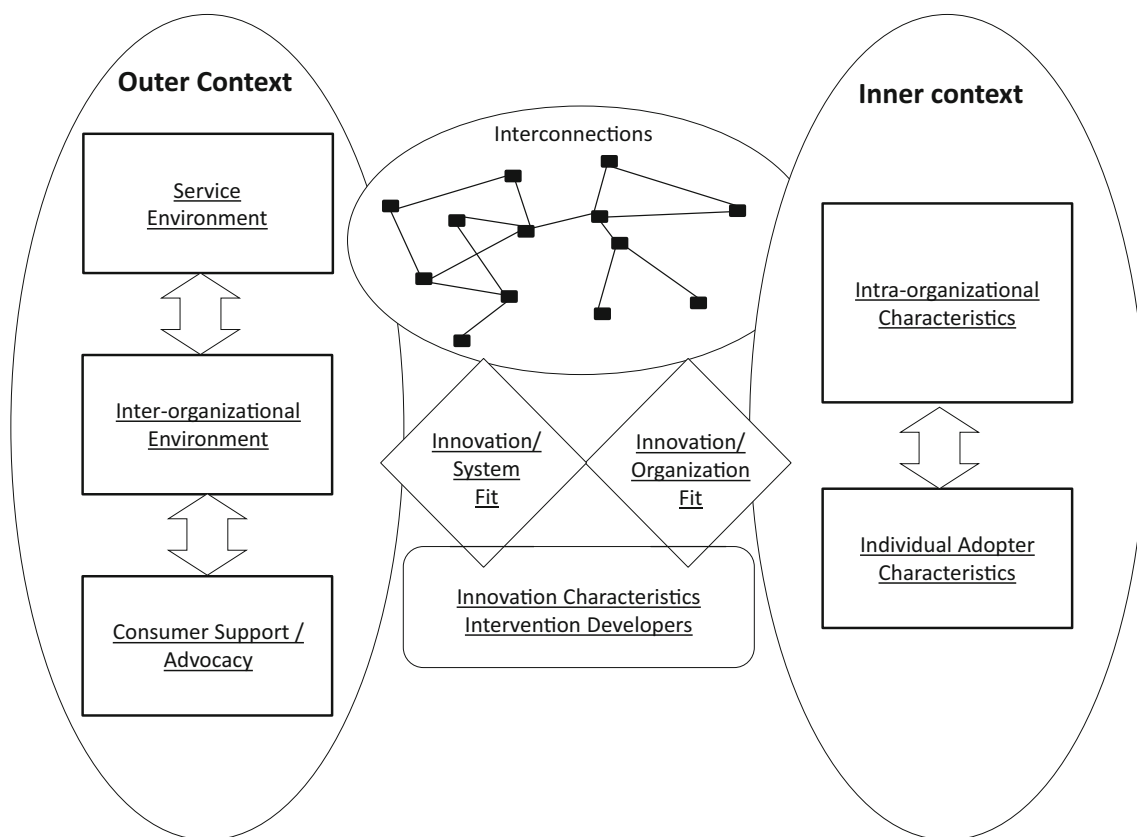 Outer Context
Service
Environment
Inter-organizational
Environment
Consumer Support /
Advocacy
Interconnections
Innovation/
System
Fit
Innovation/
Organization
Fit
Innovation Characteristics
Intervention Developers
Inner context
Intra-organizational
Characteristics
Individual Adopter
Characteristics